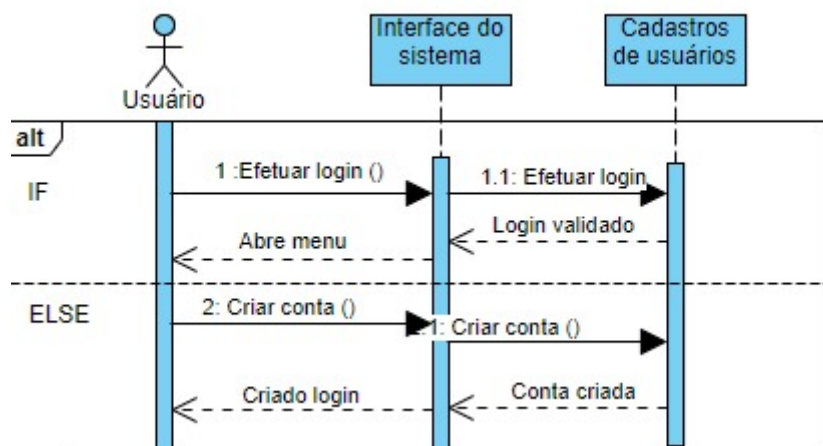 Interface do
sistema
Cadastros
de usuários
Usuário
alt
IF
1 :Efetuar login ()
1.1: Efetuar login
Login validado
Abre menu
ELSE
2: Criar conta ()
.1: Criar conta ()
Conta criada
Criado login